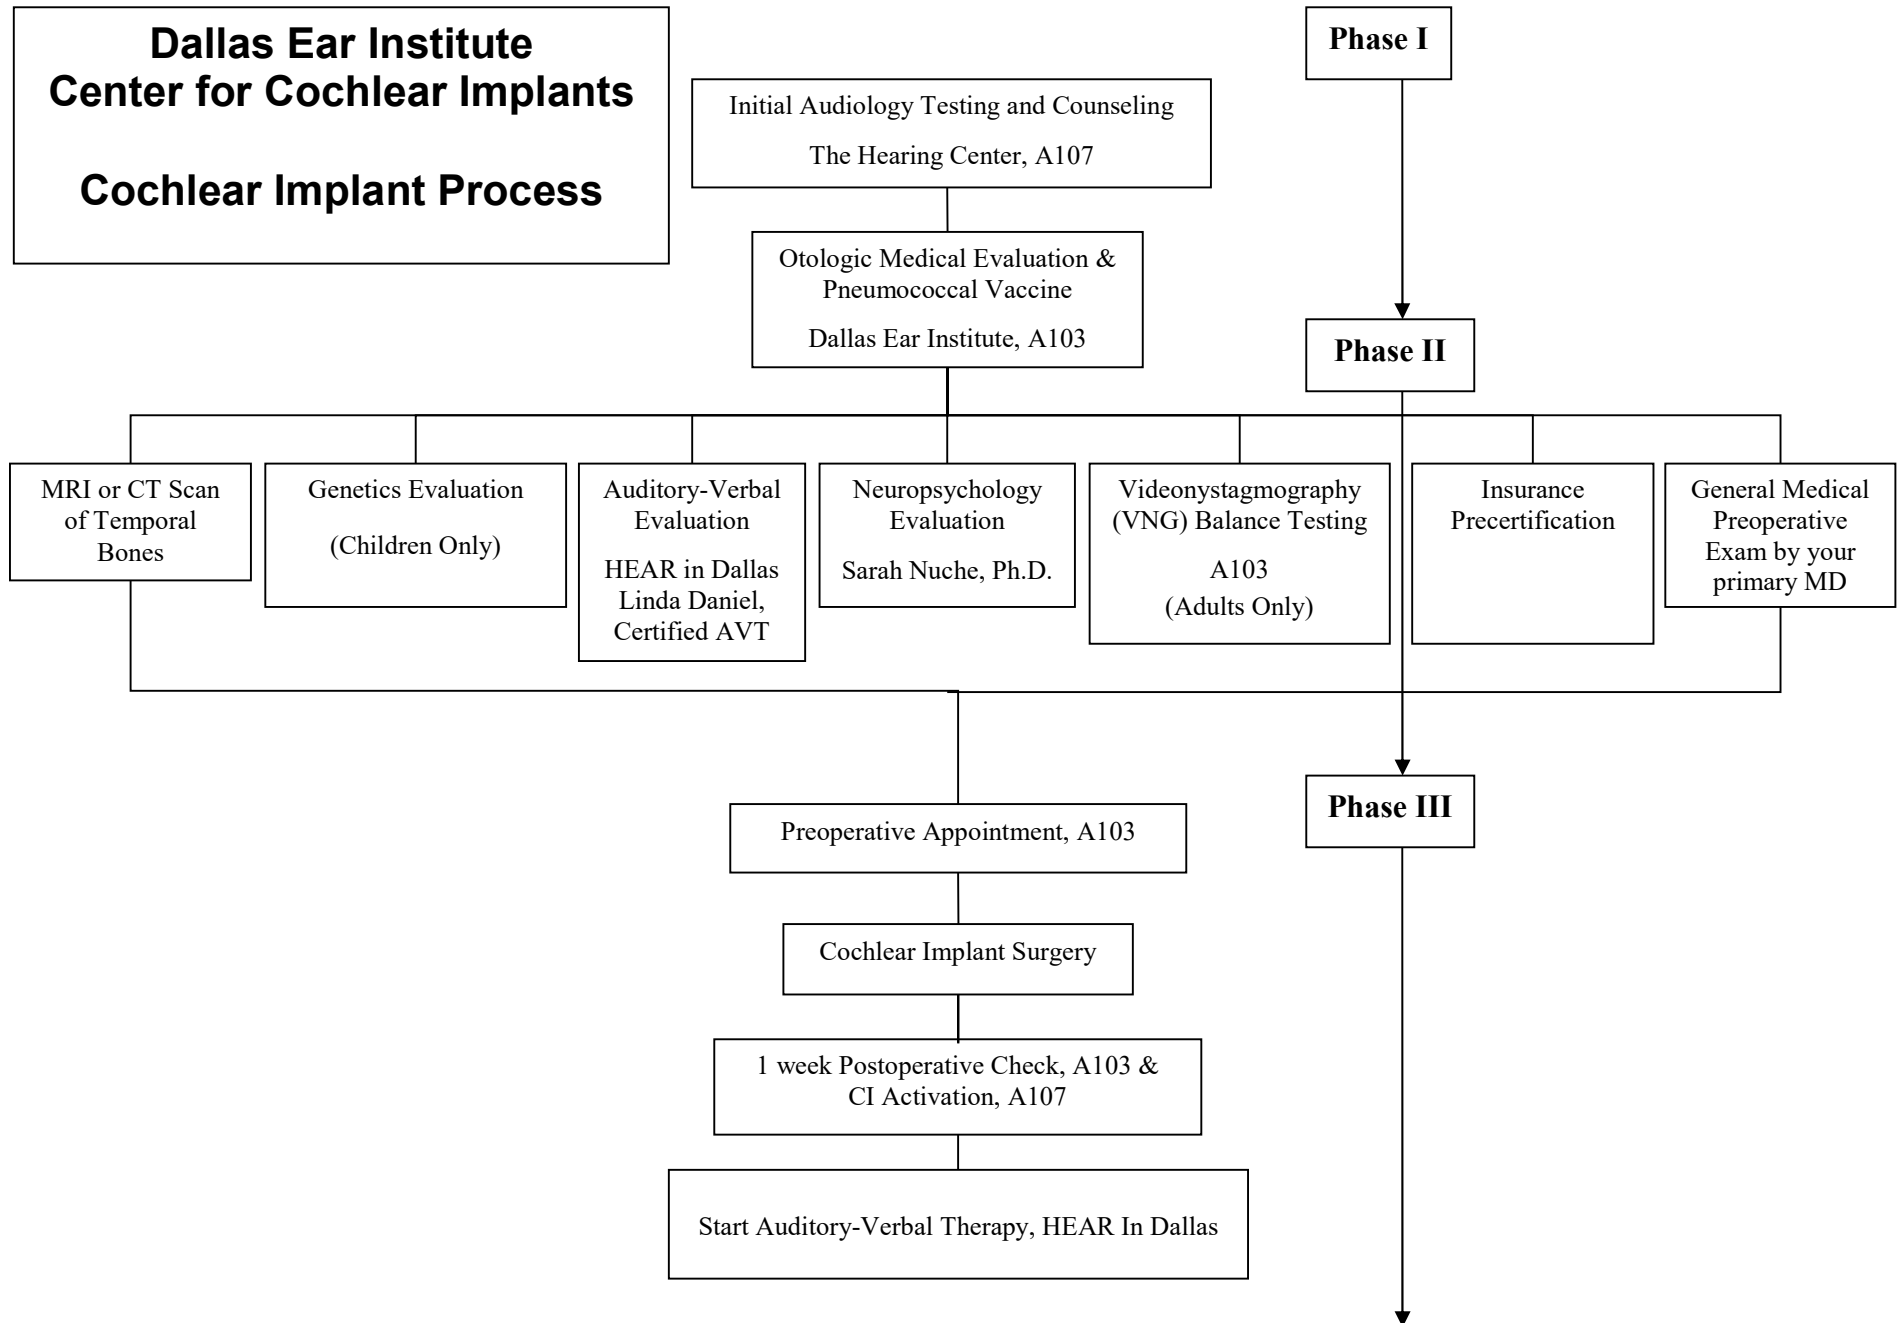 Dallas Ear Institute
Center for Cochlear Implants
Cochlear Implant Process
Phase I
Initial Audiology Testing and Counseling
The Hearing Center, A107
Otologic Medical Evaluation &
Pneumococcal Vaccine
Dallas Ear Institute, A103
Phase II
MRI or CT Scan
of Temporal
Bones
Genetics Evaluation
(Children Only)
Auditory-Verbal
Evaluation
HEAR in Dallas
Linda Daniel,
Certified AVT
Neuropsychology
Evaluation
Sarah Nuche, Ph.D.
Videonystagmography
(VNG) Balance Testing
A103
(Adults Only)
Insurance
Precertification
General Medical
Preoperative
Exam by your
primary MD
Phase III
Preoperative Appointment, A103
Cochlear Implant Surgery
1 week Postoperative Check, A103 &
CI Activation, A107
Start Auditory-Verbal Therapy, HEAR In Dallas